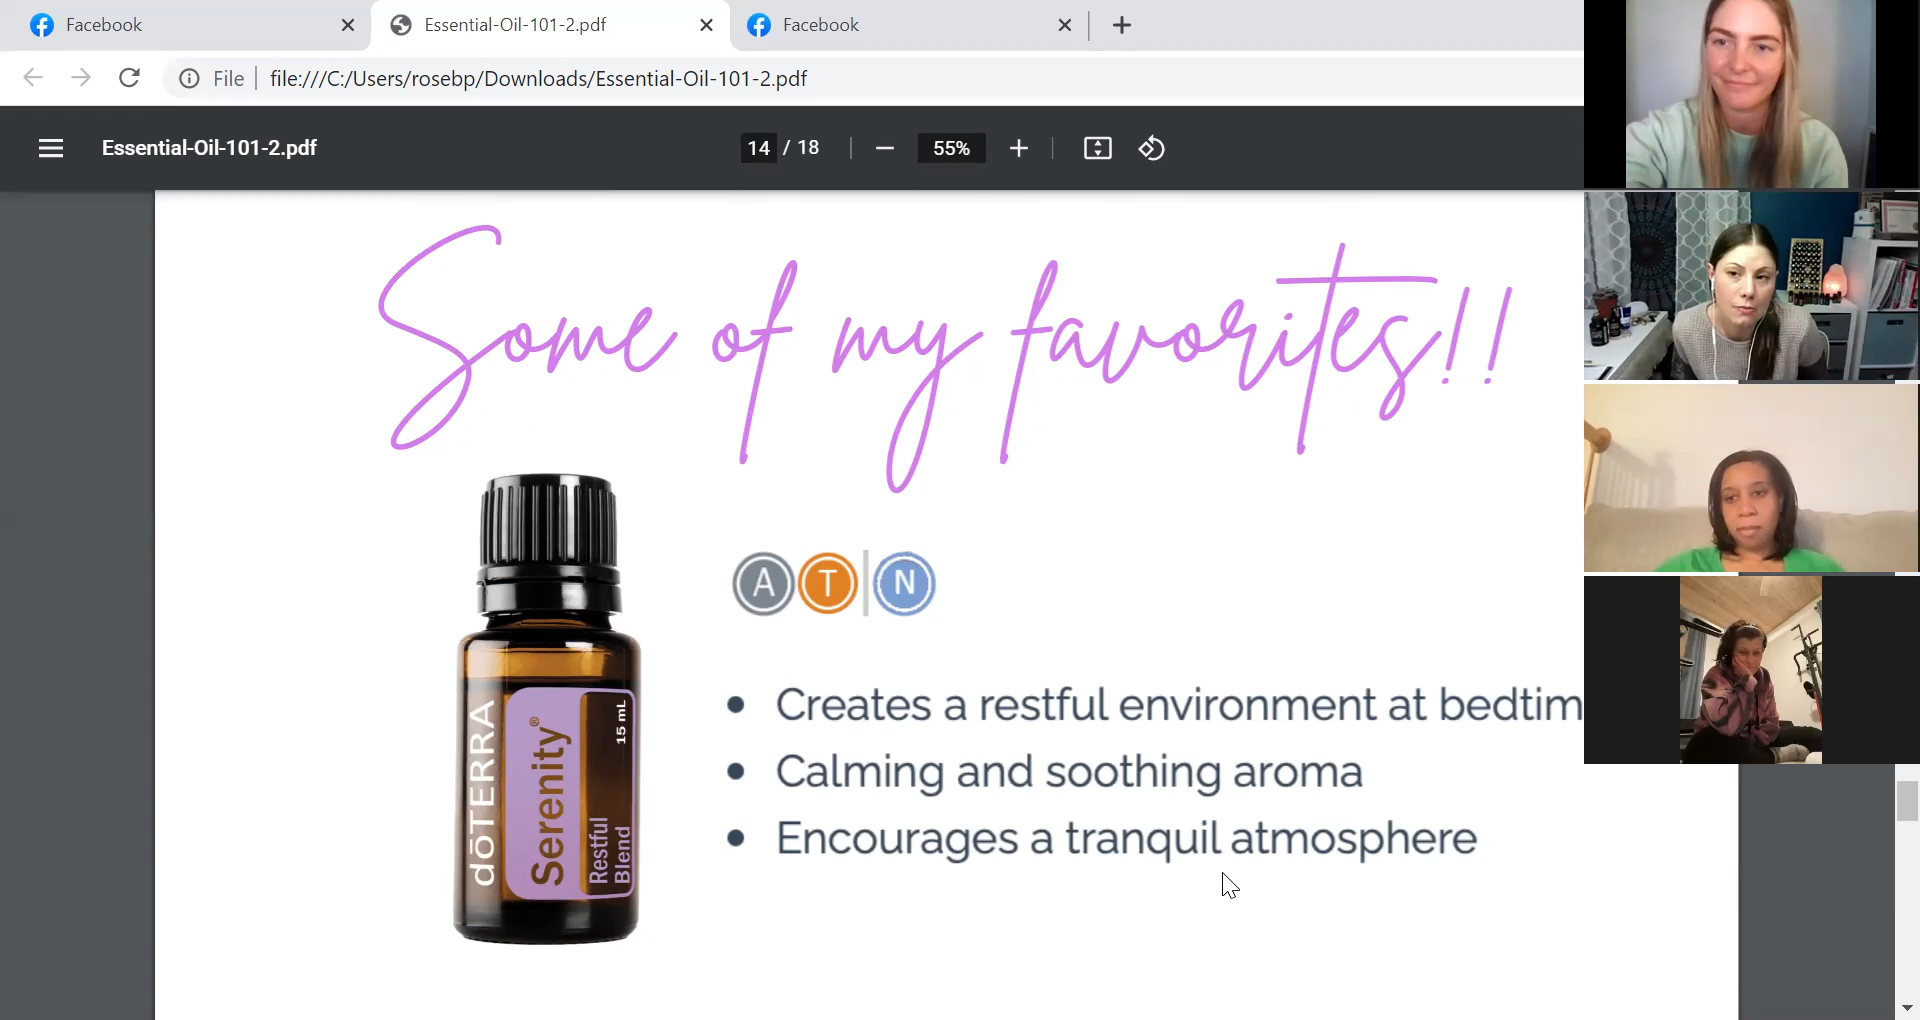 Facebook
Essential-Oil-101-2.pdf
Facebook
File
file:///C:/Users/rosebp/Downloads/Essential-Oil-101-2.pdf
Essential-Oil-101-2.pdf
14 / 18
55%
Some of my favorites!!
A T N
• Creates a restful environment at bedtim
• Calming and soothing aroma
• Encourages a tranquil atmosphere
dōTERRA
Serenity®
Restful
Blend
15 mL